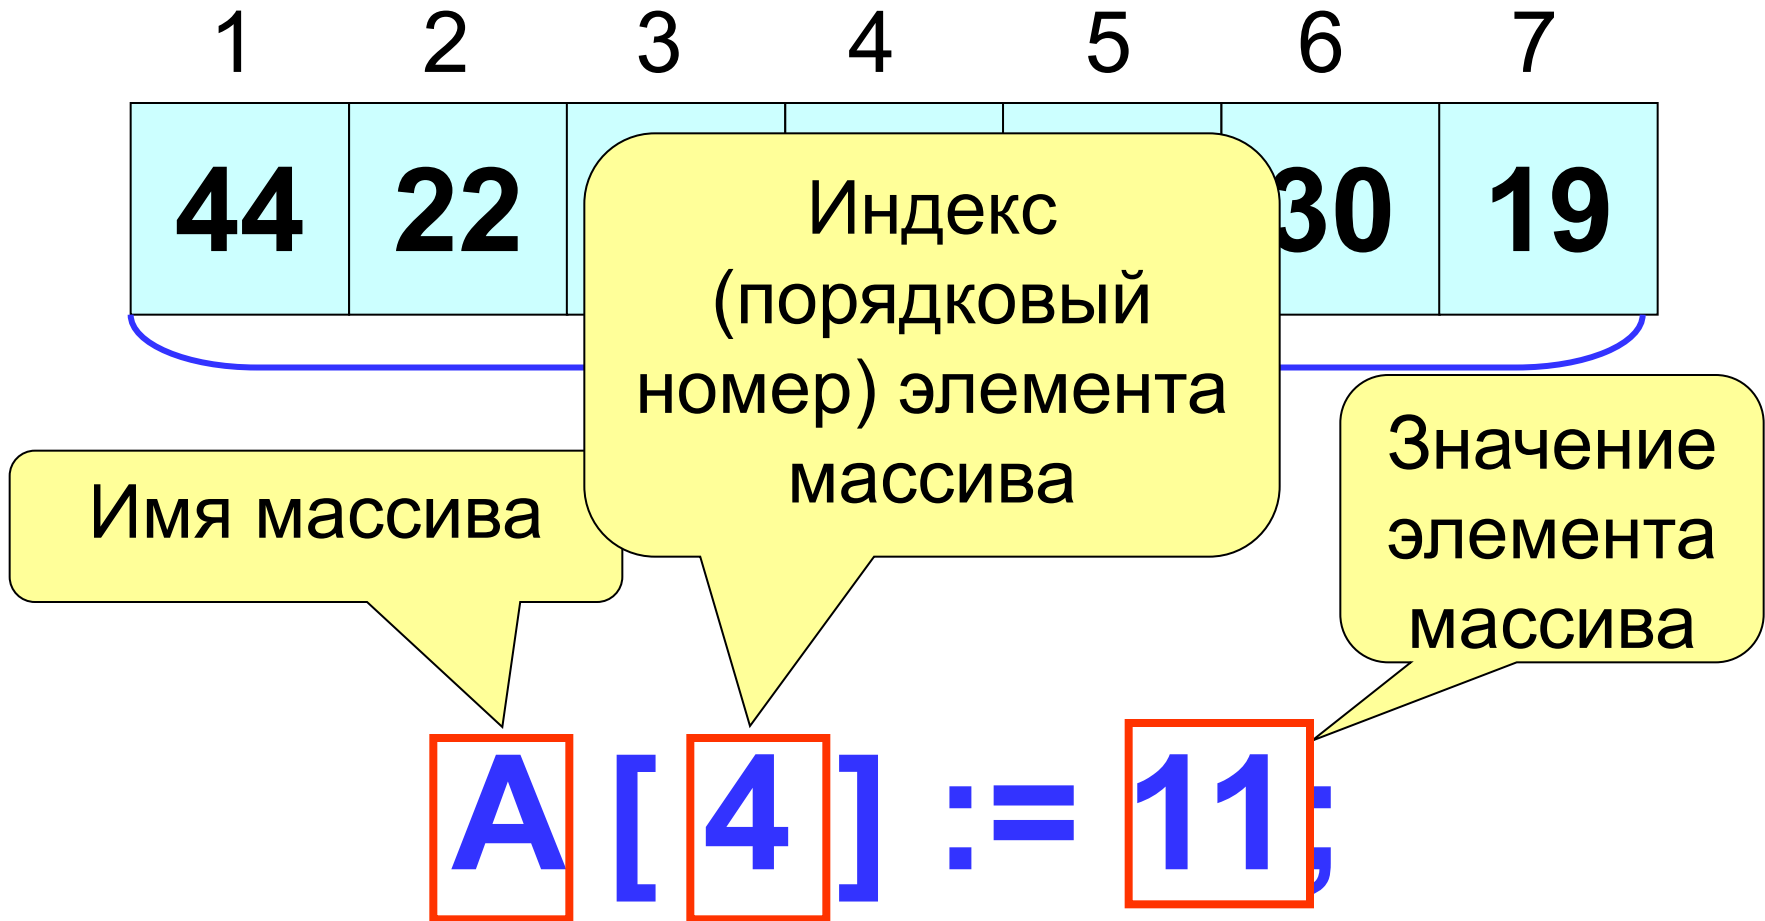 1 2 3 4 5 6 7
44 22 30 19
Индекс
(порядковый
номер) элемента
массива
Имя массива
Значение
элемента
массива
A [ 4 ] := 11;